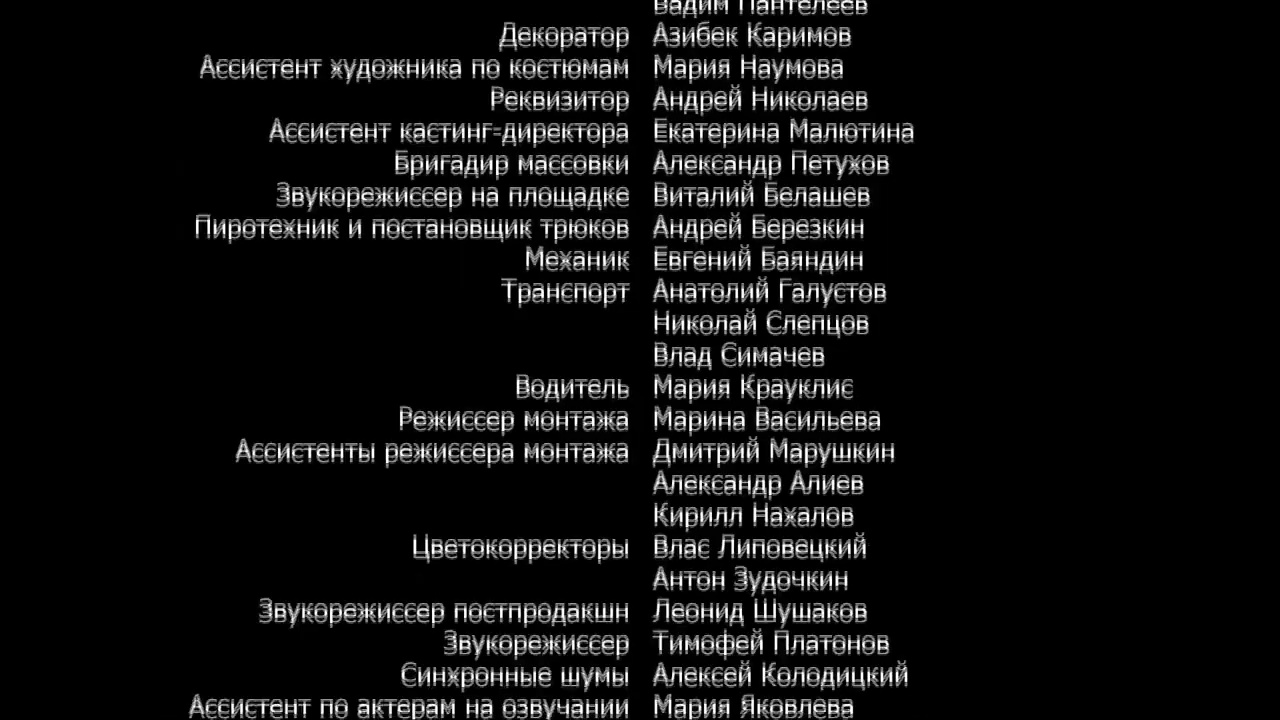 Вадим Пантелеев
Декоратор Азибек Каримов
Ассистент художника по костюмам Мария Наумова
Реквизитор Андрей Николаев
Ассистент кастинг-директора Екатерина Малютина
Бригадир массовки Александр Петухов
Звукорежиссер на площадке Виталий Белашев
Пиротехник и постановщик трюков Андрей Березкин
Механик Евгений Баяндин
Транспорт Анатолий Галустов
Николай Слепцов
Влад Симачев
Водитель Мария Крауклис
Режиссер монтажа Марина Васильева
Ассистенты режиссера монтажа Дмитрий Марушкин
Александр Алиев
Кирилл Нахалов
Цветокорректоры Влас Липовецкий
Антон Зудочкин
Звукорежиссер постпродакшн Леонид Шушаков
Звукорежиссер Тимофей Платонов
Синхронные шумы Алексей Колодицкий
Ассистент по актерам на озвучании Мария Яковлева